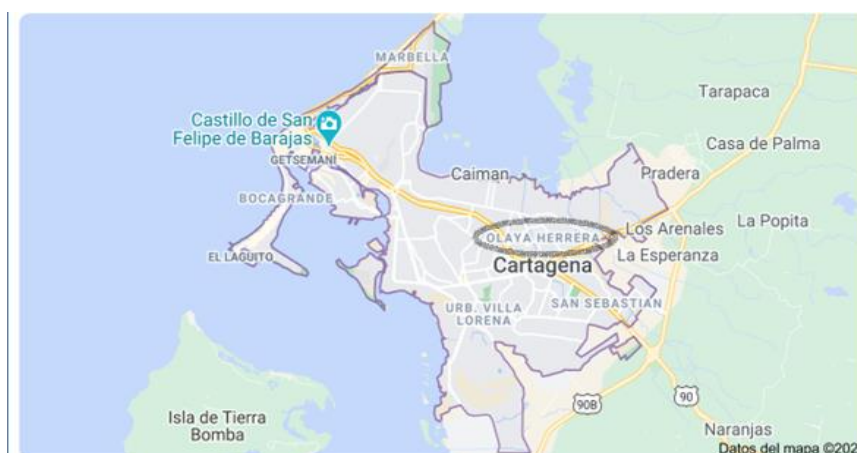 MARBELLA
Tarapaca
Castillo de San
Felipe de Barajas
GETSEMANÍ
Casa de Palma
Caiman
Pradera
BOCAGRANDE
La Popita
Los Arenales
OLAYA HERRERA
EL LAGUITO
La Esperanza
Cartagena
SAN SEBASTIAN
URB. VILLA
LORENA
90
90B
Isla de Tierra
Bomba
Naranjas
Datos del mapa ©202